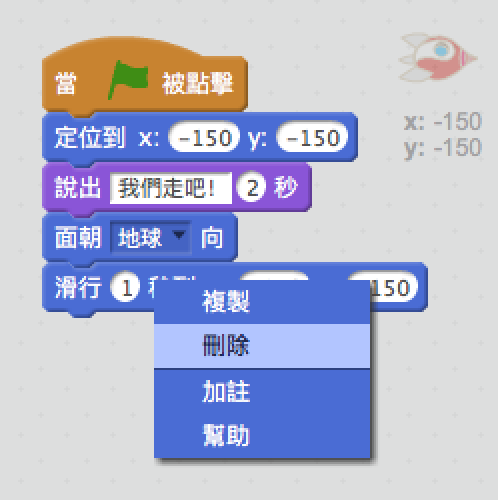 當 被點擊
定位到 x: -150 y: -150
說出 我們走吧! 2 秒
面朝 地球 向
滑行 1 150
複製
刪除
加註
幫助
x: -150
y: -150